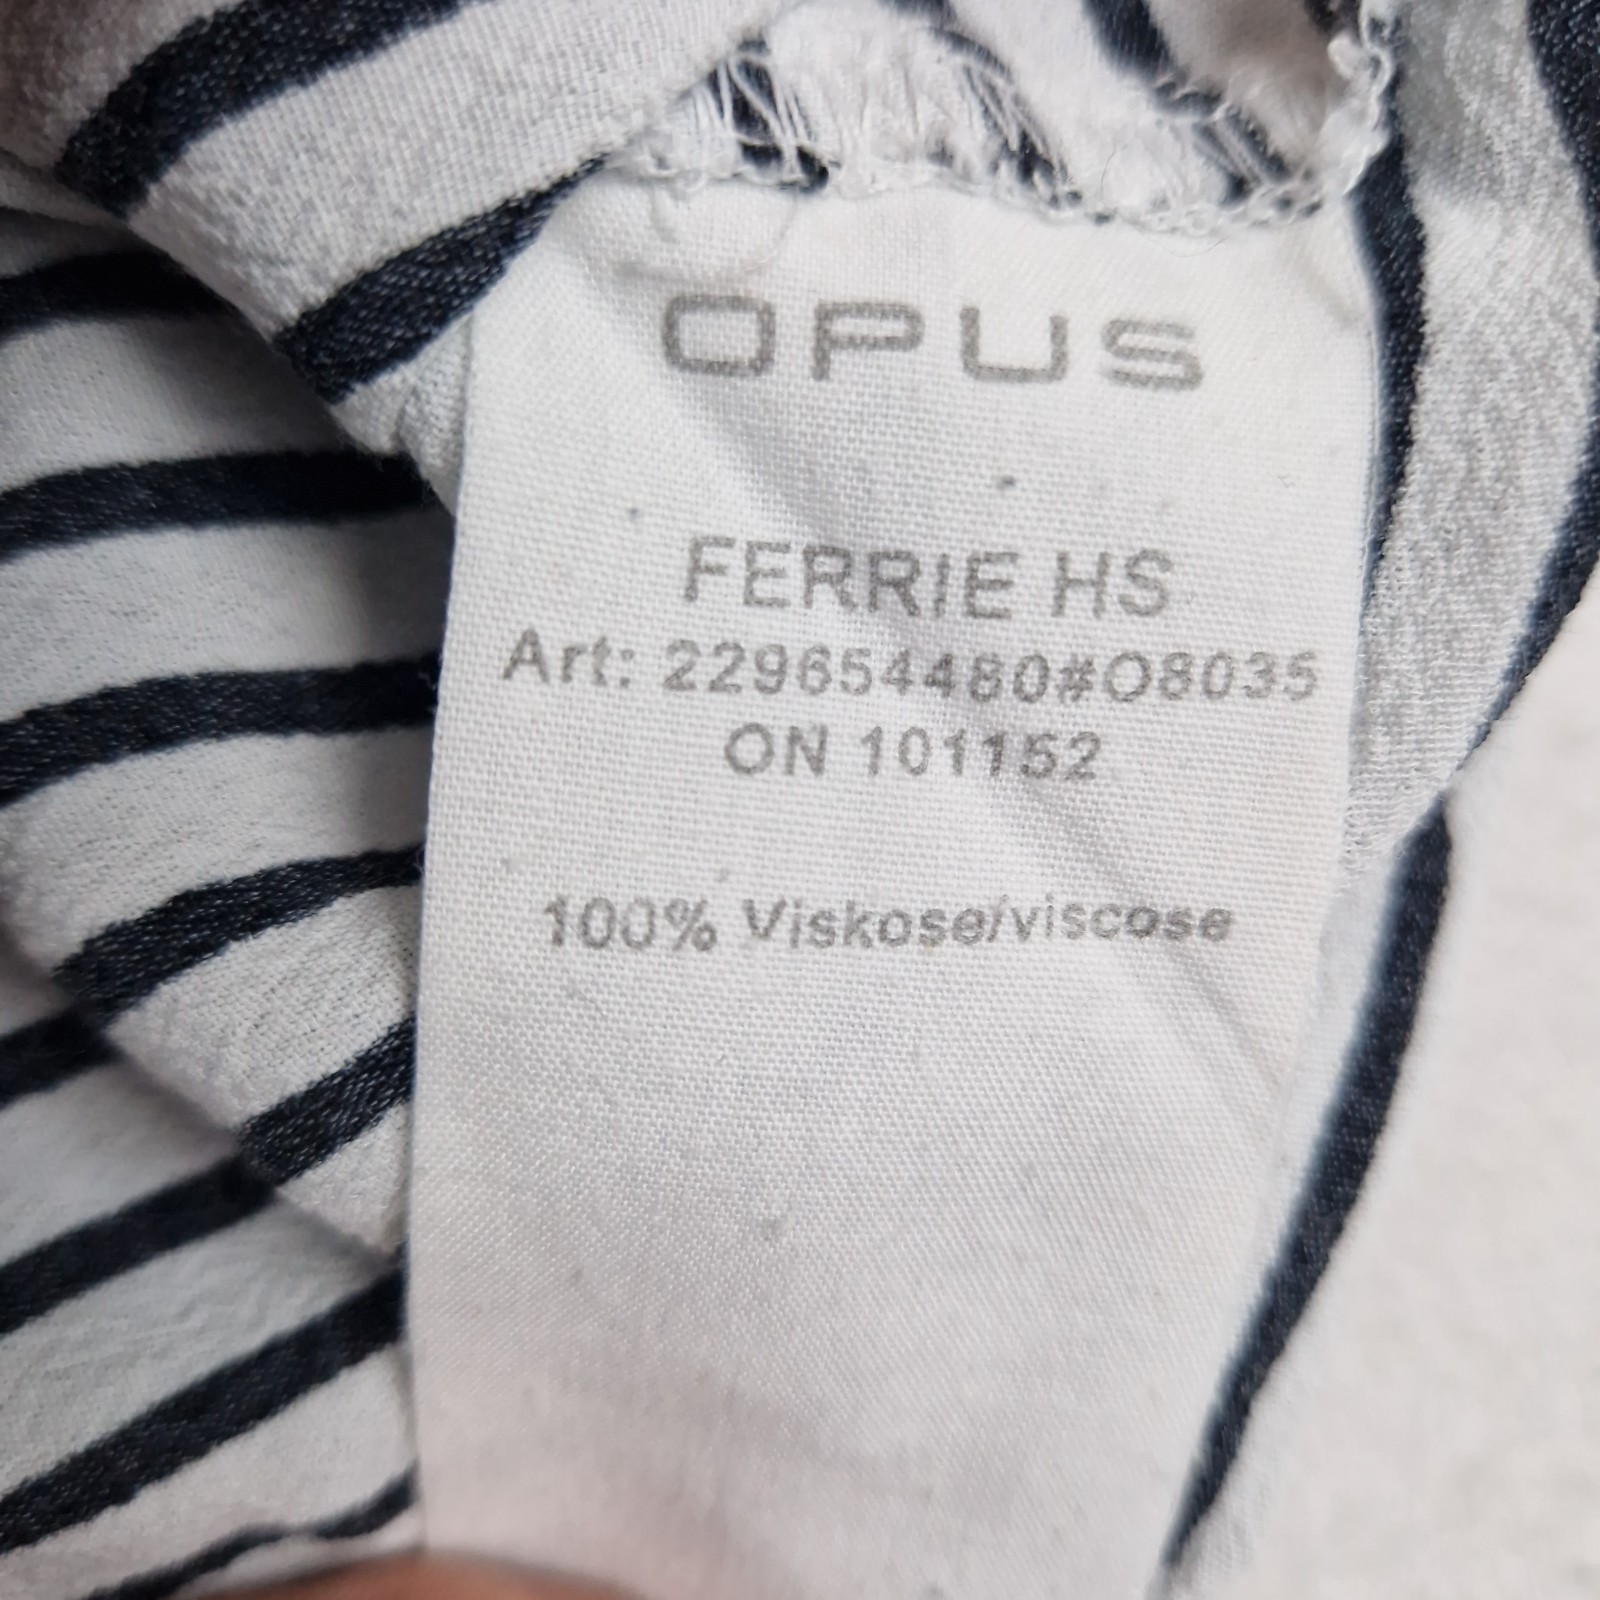 OPUS
FERRIE HS
Art: 229654480#O8035
ON 101152
100% Viskose/viscose